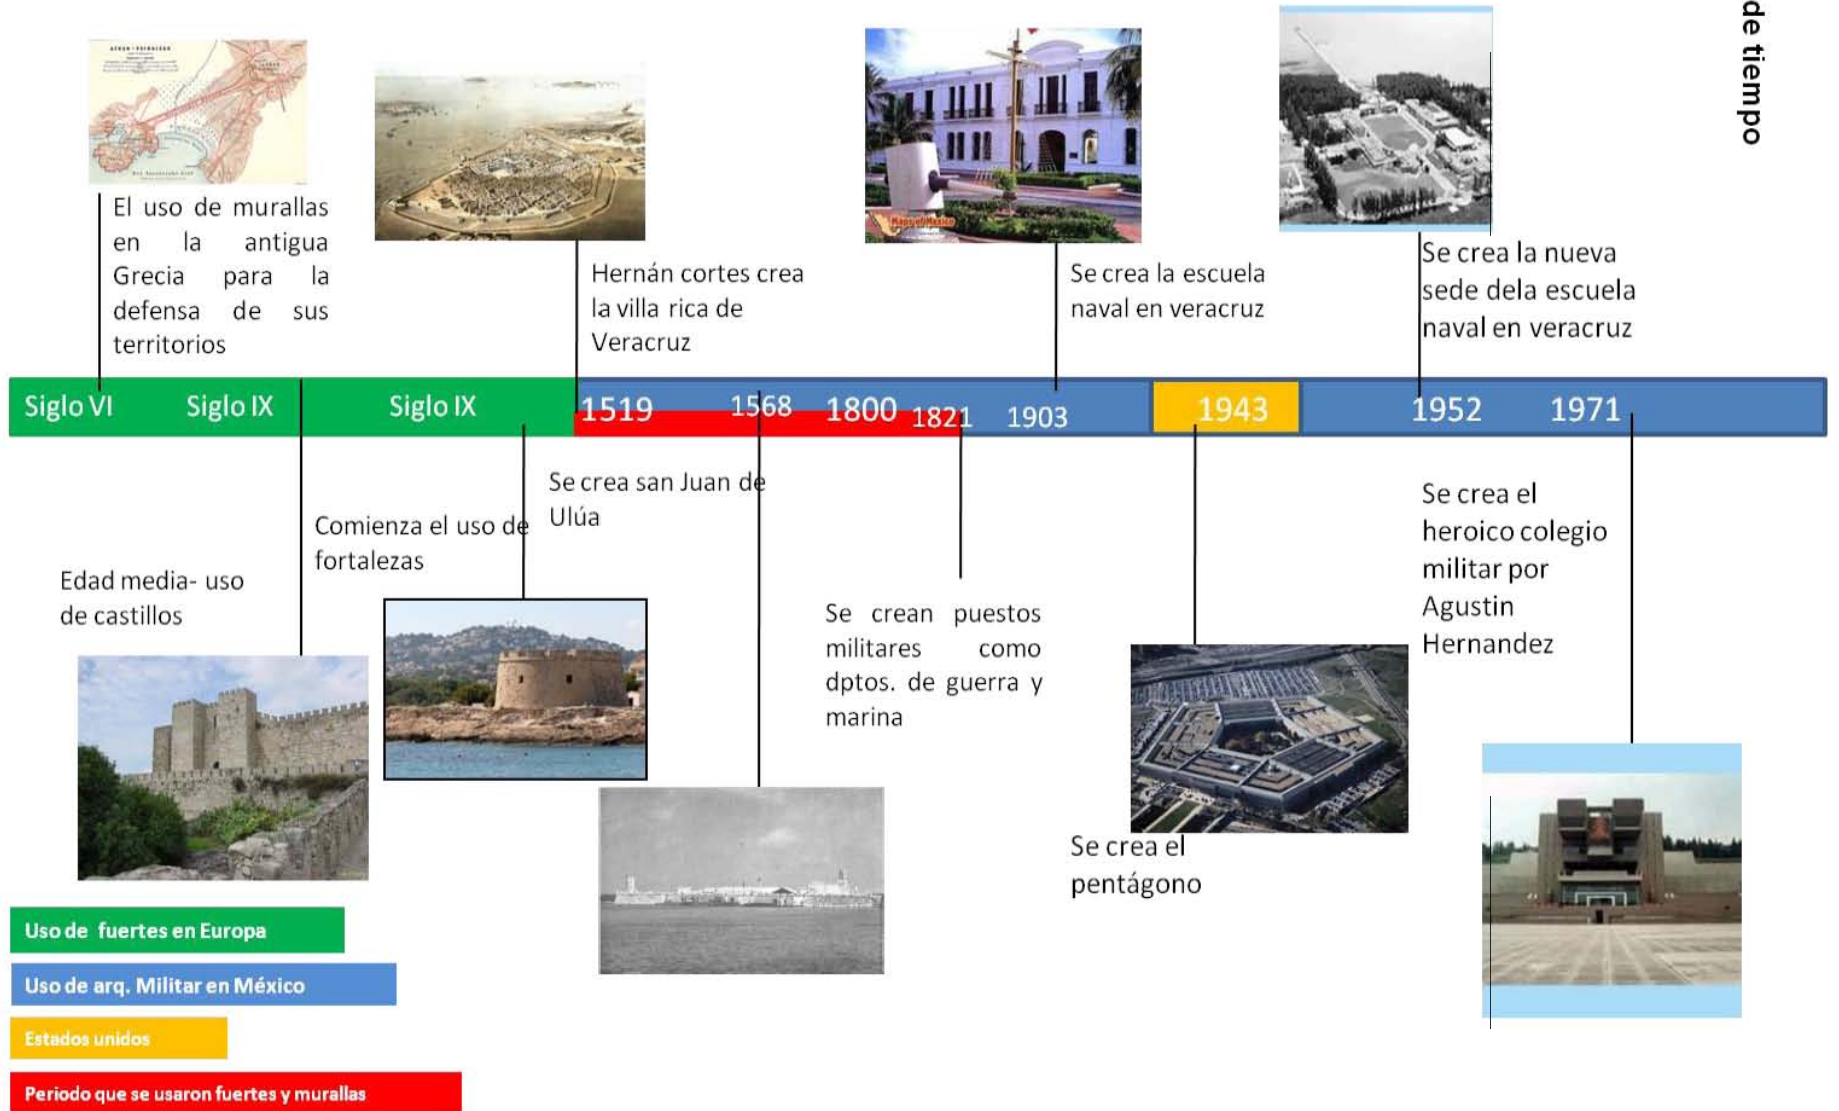 de tiempo
El uso de murallas
en la antigua
Grecia para la
defensa de sus
territorios
Hernán cortes crea
la villa rica de
Veracruz
Se crea la escuela
naval en veracruz
Se crea la nueva
sede dela escuela
naval en veracruz
Siglo VI
Siglo IX
Siglo IX
1519
1568
1800
1821
1903
1943
1952
1971
Edad media- uso
de castillos
Comienza el uso de
fortalezas
Se crea san Juan de
Ulúa
Se crean puestos
militares como
dptos. de guerra y
marina
Se crea el
pentágono
Se crea el
heroico colegio
militar por
Agustin
Hernandez
Uso de fuertes en Europa
Uso de arq. Militar en México
Estados unidos
Periodo que se usaron fuertes y murallas